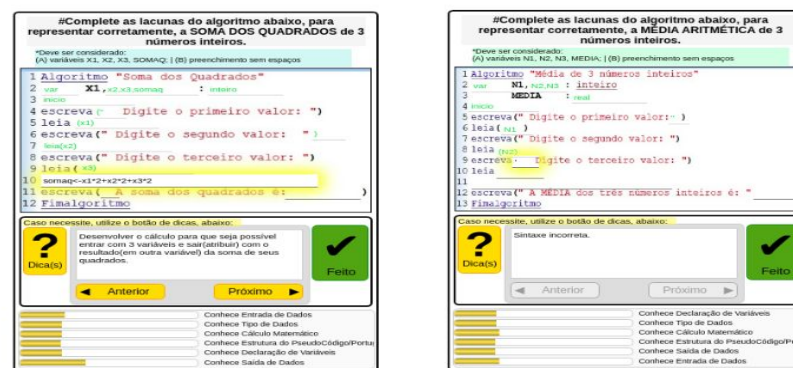 #Complete as lacunas do algoritmo abaixo, para
representar corretamente, a SOMA DOS QUADRADOS de 3
números inteiros.
*Deve ser considerado:
(A) variáveis X1, X2, X3, SOMAQ; | (B) preenchimento sem espaços
1 Algoritmo "Soma dos Quadrados"
2 var X1,x2,x3,somaq : inteiro
3 inicio
4 escreva(" Digite o primeiro valor: ")
5 leia (x1)
6 escreva(" Digite o segundo valor: ")
7 leia(x2)
8 escreva(" Digite o terceiro valor: ")
9 leia( x3)
10 somaq<-x1*2+x2*2+x3*2
11 escreva( A soma dos quadrados é: )
12 Fimalgoritmo
Caso necessite, utilize o botão de dicas, abaixo:
?
Dica(s)
Desenvolver o cálculo para que seja possível
entrar com 3 variáveis e sair(atribuir) com o
resultado(em outra variável) da soma de seus
quadrados.
Feito
Anterior Próximo
Conhece Entrada de Dados
Conhece Tipo de Dados
Conhece Cálculo Matemático
Conhece Estrutura do PseudoCódigo/Portu
Conhece Declaração de Variáveis
Conhece Saída de Dados
#Complete as lacunas do algoritmo abaixo, para
representar corretamente, a MÉDIA ARITMÉTICA de 3
números inteiros.
*Deve ser considerado:
(A) variáveis N1, N2, N3, MEDIA; | (B) preenchimento sem espaços
1 Algoritmo "Média de 3 números inteiros"
2 var N1,N2,N3 : inteiro
3 MEDIA : real
4 inicio
5 escreva(" Digite o primeiro valor:" )
6 leia( N1 )
7 escreva(" Digite o segundo valor: ")
8 leia (N2)
9 escreva Digite o terceiro valor: ")
10 leia
11
12 escreva(" A MÉDIA dos três números inteiros é: "
13 Fimalgoritmo
Caso necessite, utilize o botão de dicas, abaixo:
?
Dica(s)
Sintaxe incorreta.
Feito
Anterior Próximo
Conhece Declaração de Variáveis
Conhece Tipo de Dados
Conhece Cálculo Matemático
Conhece Estrutura do PseudoCódigo/Po
Conhece Saída de Dados
Conhece Entrada de Dados